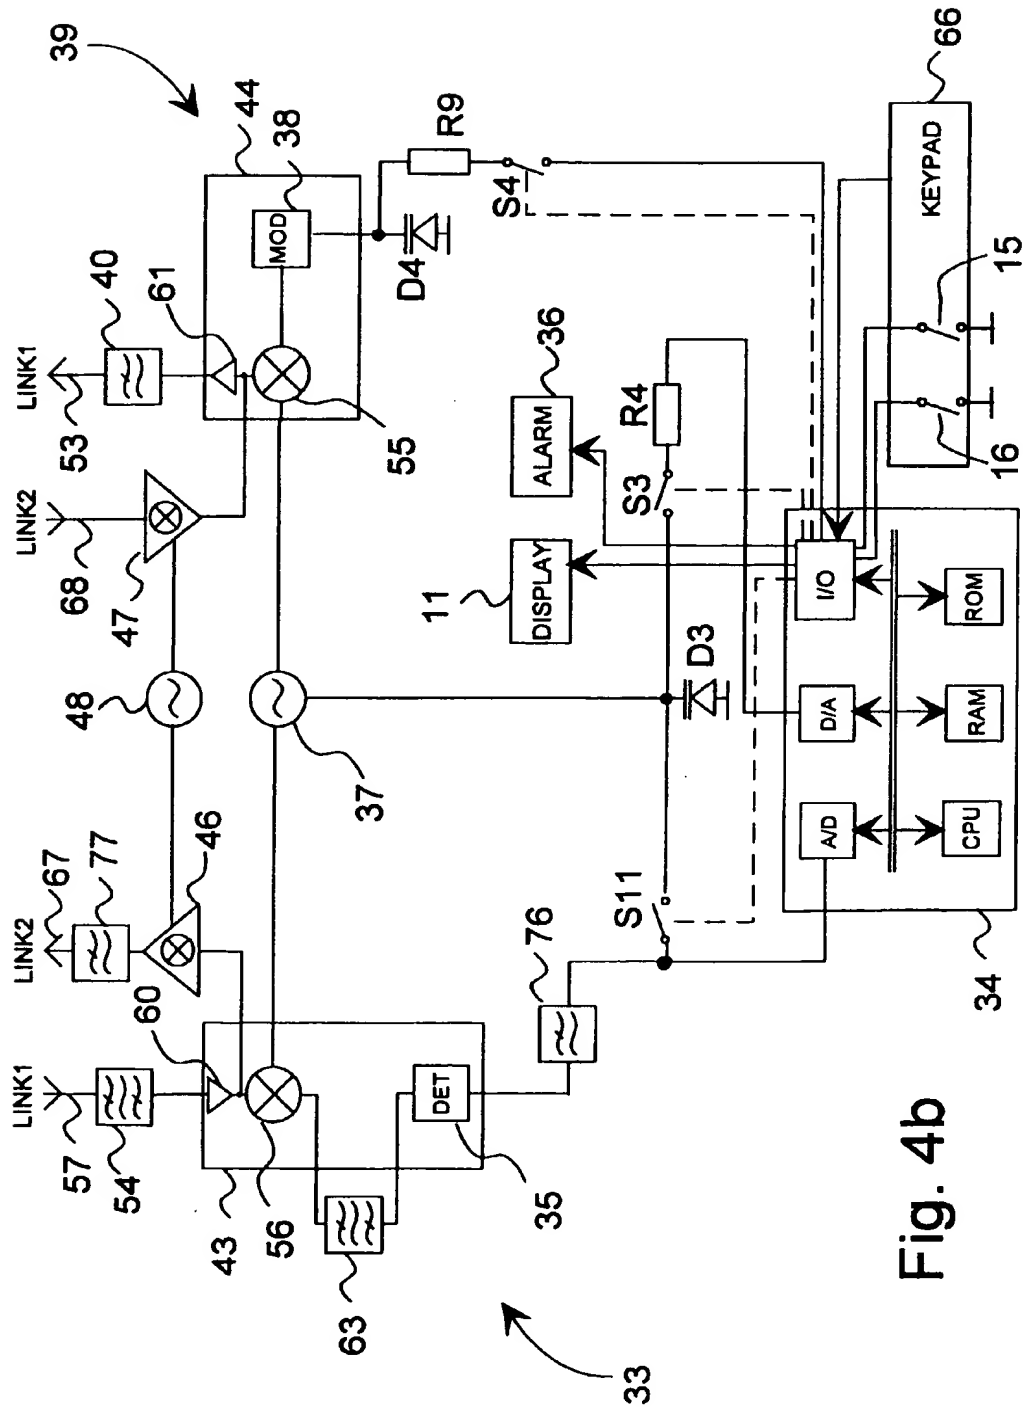 39
LINK1
53
40
61
44
38
MOD
55
LINK2
68
47
48
37
LINK2
67
77
46
LINK1
57
54
60
43
56
63
DET
35
33
76
S11
D3
S3
R4
D4
R9
S4
36
ALARM
11
DISPLAY
I/O
D/A
A/D
ROM
RAM
CPU
34
KEYPAD
66
15
16
Fig. 4b